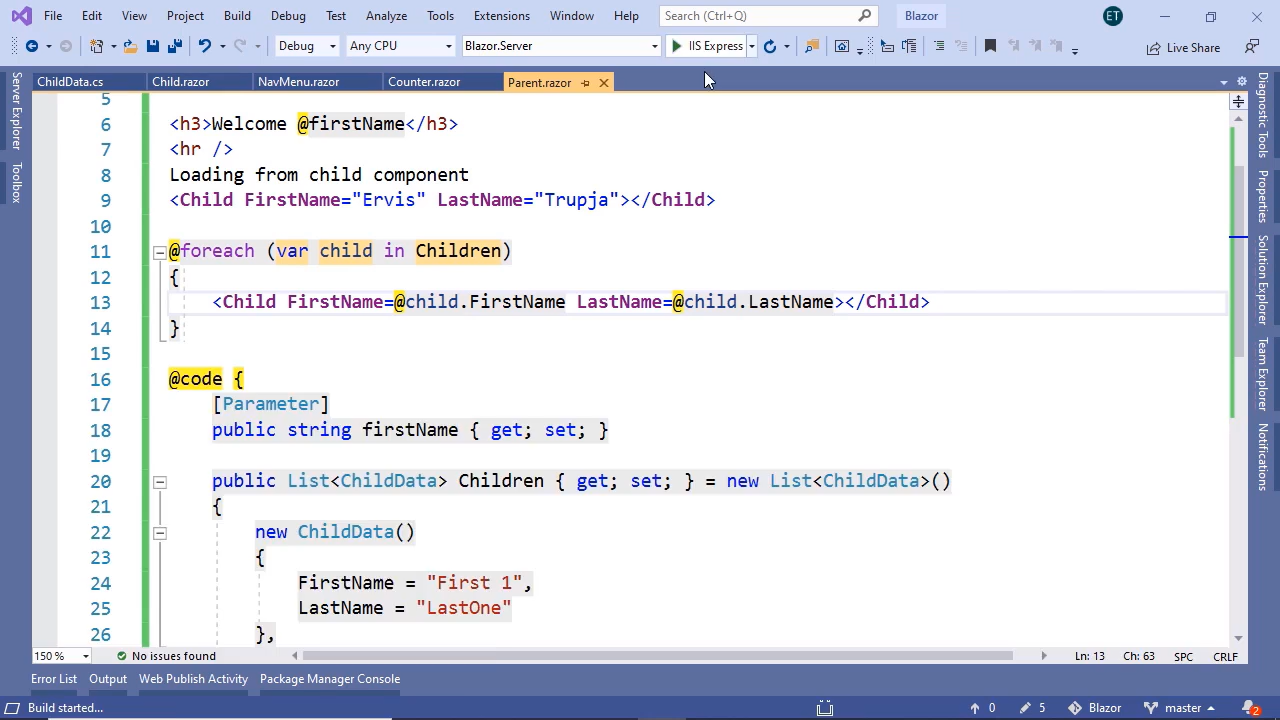 File Edit View Project Build Debug Test Analyze Tools Extensions Window Help Search (Ctrl+Q) Blazor ET
Debug Any CPU Blazor.Server IIS Express Live Share
ChildData.cs Child.razor NavMenu.razor Counter.razor Parent.razor
Server Explorer
Toolbox
5
6 <h3>Welcome @firstName</h3>
7 <hr />
8 Loading from child component
9 <Child FirstName="Ervis" LastName="Trupja"></Child>
10
11 @foreach (var child in Children)
12 {
13 <Child FirstName=@child.FirstName LastName=@child.LastName></Child>
14 }
15
16 @code {
17 [Parameter]
18 public string firstName { get; set; }
19
20 public List<ChildData> Children { get; set; } = new List<ChildData>()
21 {
22 new ChildData()
23 {
24 FirstName = "First 1",
25 LastName = "LastOne"
26 },
Diagnostic Tools
Properties
Solution Explorer
Team Explorer
Notifications
150 % No issues found Ln: 13 Ch: 63 SPC CRLF
Error List Output Web Publish Activity Package Manager Console
Build started... 0 5 Blazor master 2